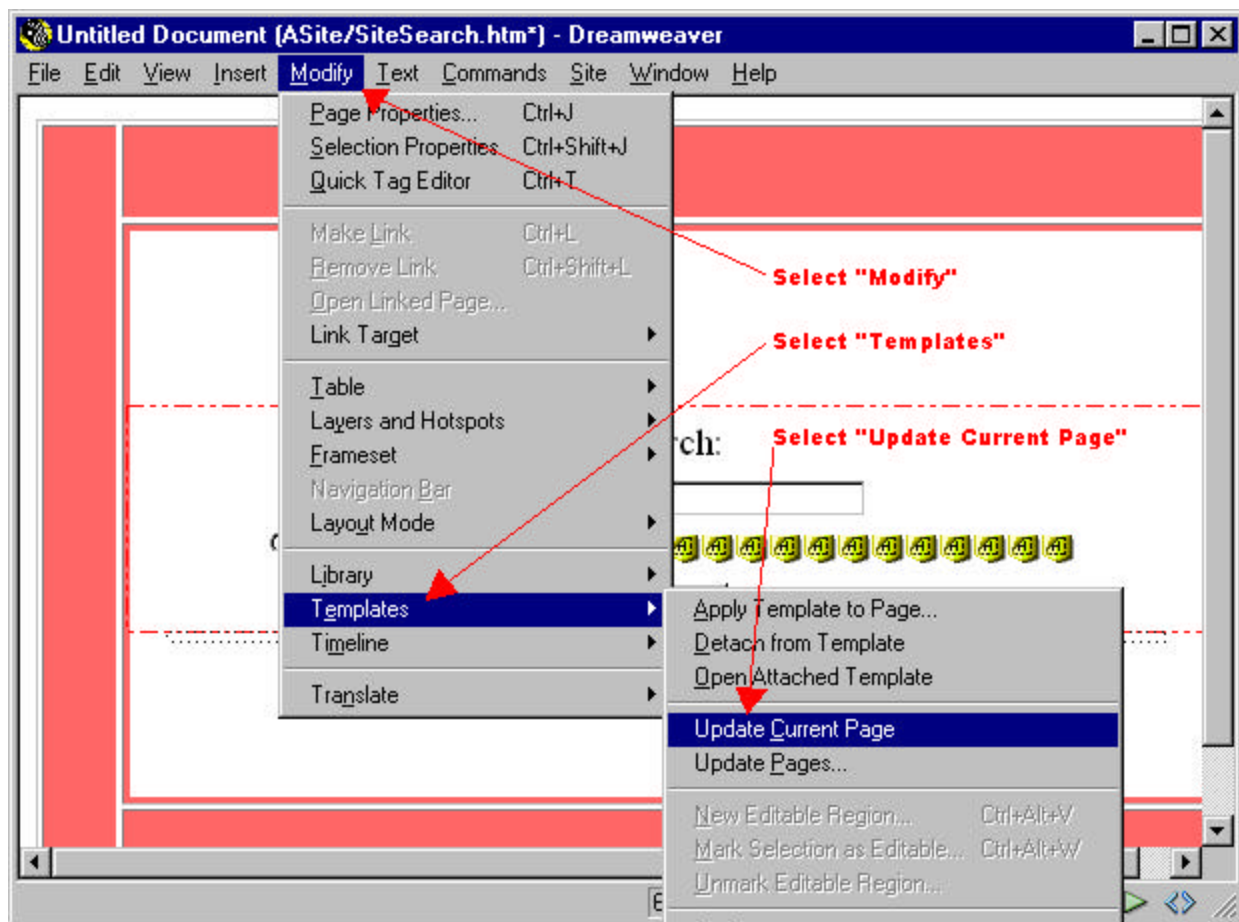 Untitled Document (ASite/SiteSearch.htm*) - Dreamweaver
File Edit View Insert Modify Text Commands Site Window Help
Page Properties... Ctrl+J
Selection Properties Ctrl+Shift+J
Quick Tag Editor Ctrl+T
Make Link Ctrl+L
Remove Link Ctrl+Shift+L
Select "Modify"
Open Linked Page...
Link Target
Select "Templates"
Table
Layers and Hotspots
rch:
Select "Update Current Page"
Frameset
Navigation Bar
Layout Mode
Library
Templates
Apply Template to Page...
Timeline
Detach from Template
Open Attached Template
Translate
Update Current Page
Update Pages...
New Editable Region... Ctrl+Alt+V
Mark Selection as Editable... Ctrl+Alt+W
Unmark Editable Region...